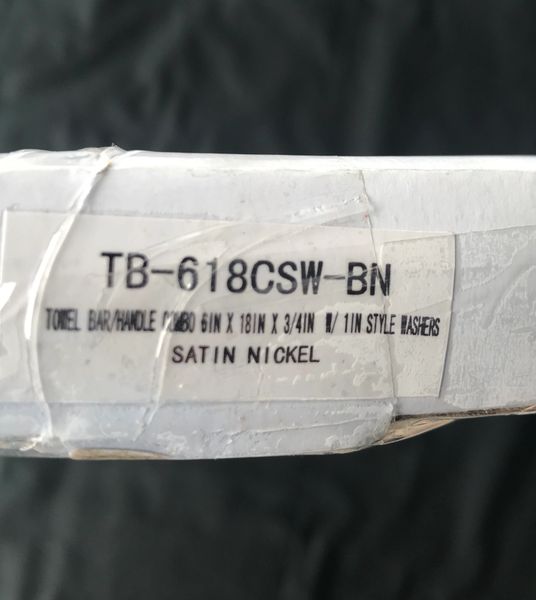 TB-618CSW-BN
TOWEL BAR/HANDLE COMBO 6IN X 18IN X 3/4IN W/ 1IN STYLE WASHERS
SATIN NICKEL